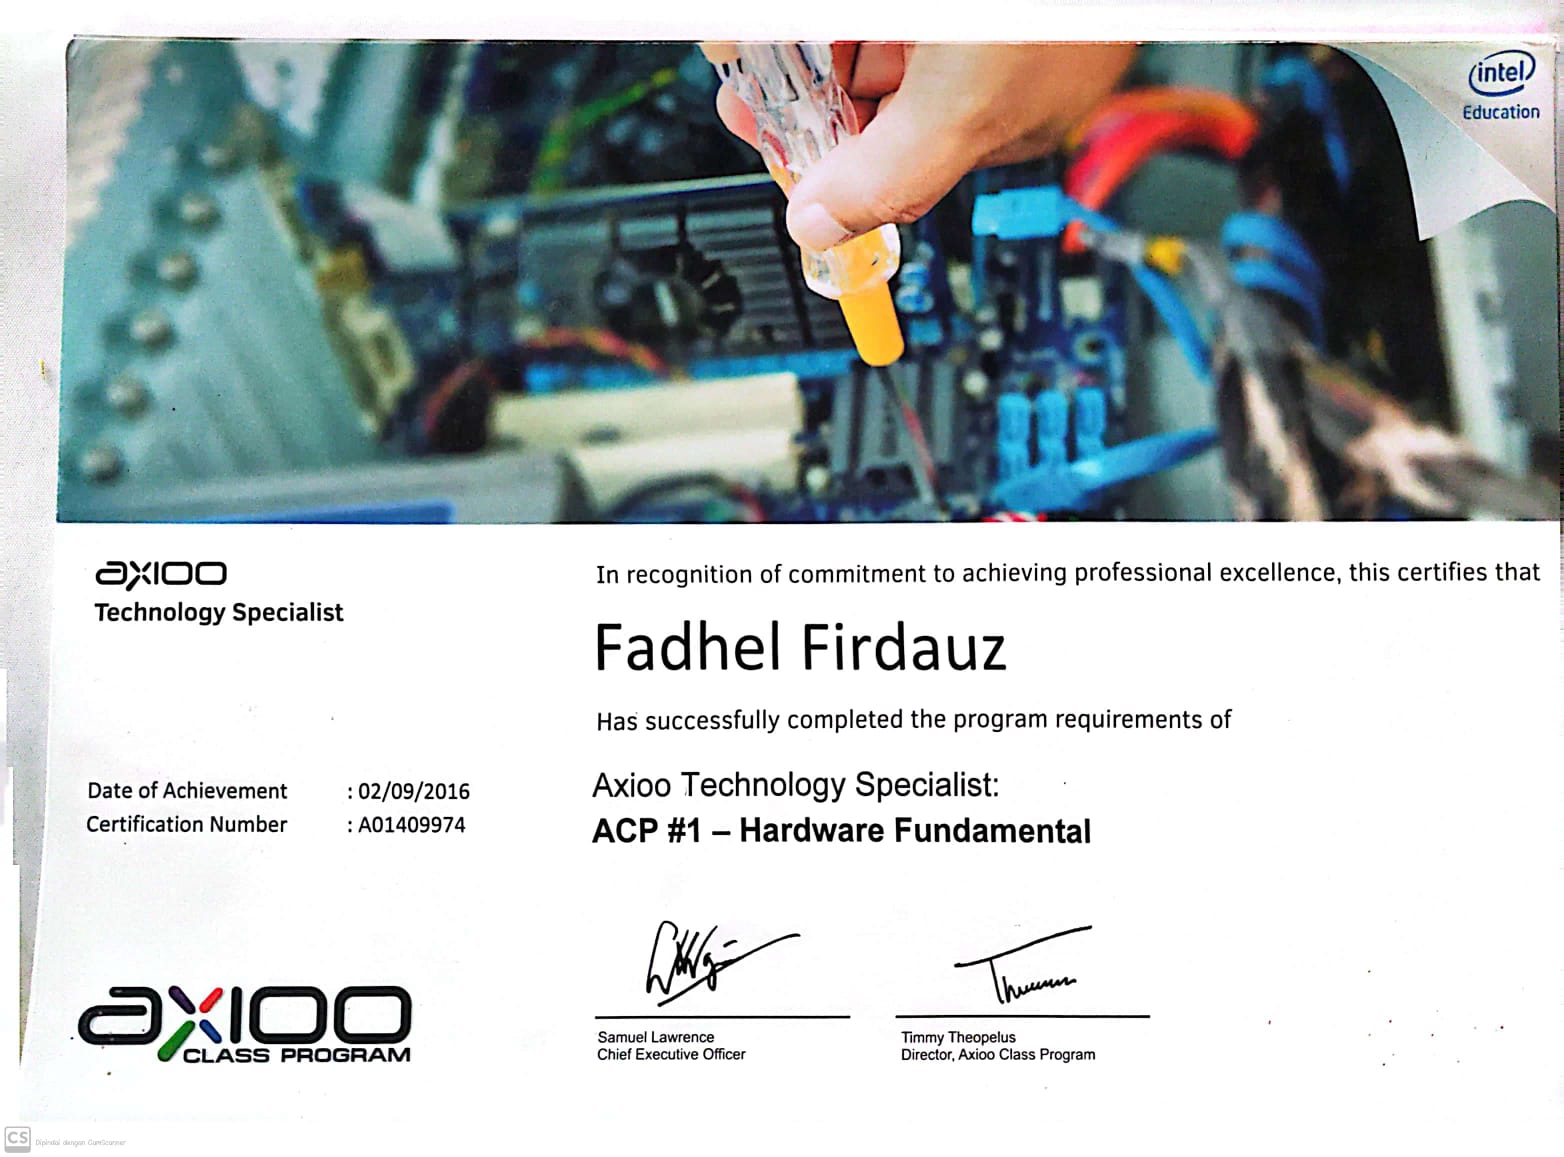 intel
Education
axioo
Technology Specialist
In recognition of commitment to achieving professional excellence, this certifies that
Fadhel Firdauz
Has successfully completed the program requirements of
Date of Achievement : 02/09/2016
Certification Number : A01409974
Axioo Technology Specialist:
ACP #1 – Hardware Fundamental
axioo
CLASS PROGRAM
Samuel Lawrence
Chief Executive Officer
Timmy Theopelus
Director, Axioo Class Program
CS Dipindai dengan CamScanner